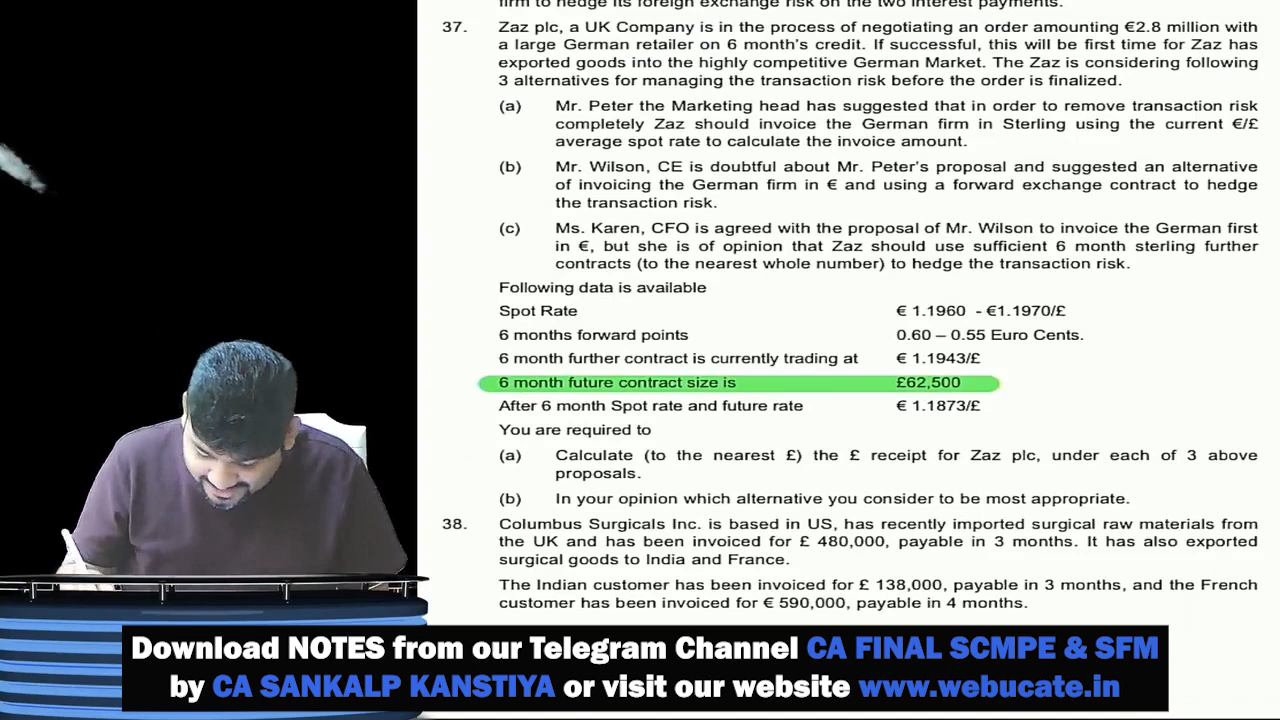 firm to hedge its foreign exchange risk on the two interest payments.
37. Zaz plc, a UK Company is in the process of negotiating an order amounting €2.8 million with
a large German retailer on 6 month's credit. If successful, this will be first time for Zaz has
exported goods into the highly competitive German Market. The Zaz is considering following
3 alternatives for managing the transaction risk before the order is finalized.
(a) Mr. Peter the Marketing head has suggested that in order to remove transaction risk
completely Zaz should invoice the German firm in Sterling using the current €/£
average spot rate to calculate the invoice amount.
(b) Mr. Wilson, CE is doubtful about Mr. Peter's proposal and suggested an alternative
of invoicing the German firm in € and using a forward exchange contract to hedge
the transaction risk.
(c) Ms. Karen, CFO is agreed with the proposal of Mr. Wilson to invoice the German first
in €, but she is of opinion that Zaz should use sufficient 6 month sterling further
contracts (to the nearest whole number) to hedge the transaction risk.
Following data is available
Spot Rate € 1.1960 - €1.1970/£
6 months forward points 0.60 – 0.55 Euro Cents.
6 month further contract is currently trading at € 1.1943/£
6 month future contract size is £62,500
After 6 month Spot rate and future rate € 1.1873/£
You are required to
(a) Calculate (to the nearest £) the £ receipt for Zaz plc, under each of 3 above
proposals.
(b) In your opinion which alternative you consider to be most appropriate.
38. Columbus Surgicals Inc. is based in US, has recently imported surgical raw materials from
the UK and has been invoiced for £ 480,000, payable in 3 months. It has also exported
surgical goods to India and France.
The Indian customer has been invoiced for £ 138,000, payable in 3 months, and the French
customer has been invoiced for € 590,000, payable in 4 months.
Download NOTES from our Telegram Channel CA FINAL SCMPE & SFM
by CA SANKALP KANSTIYA or visit our website www.webucate.in